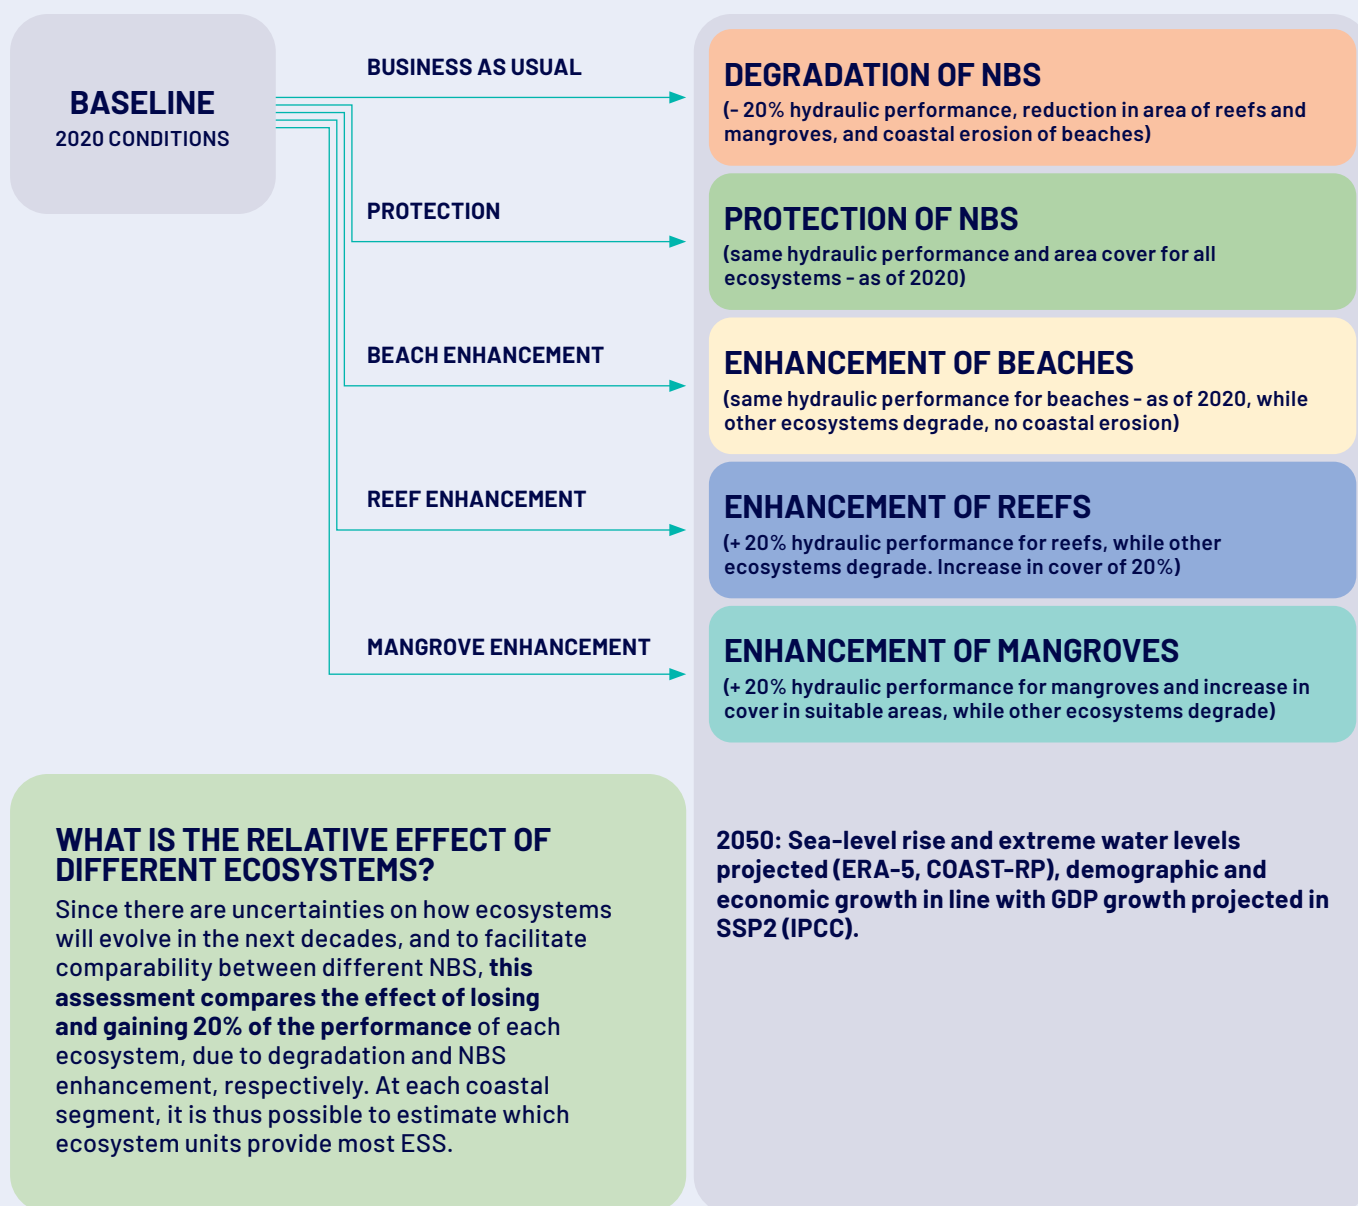 BASELINE
2020 CONDITIONS
BUSINESS AS USUAL
DEGRADATION OF NBS
(- 20% hydraulic performance, reduction in area of reefs and
mangroves, and coastal erosion of beaches)
PROTECTION
PROTECTION OF NBS
(same hydraulic performance and area cover for all
ecosystems - as of 2020)
BEACH ENHANCEMENT
ENHANCEMENT OF BEACHES
(same hydraulic performance for beaches - as of 2020, while
other ecosystems degrade, no coastal erosion)
REEF ENHANCEMENT
ENHANCEMENT OF REEFS
(+ 20% hydraulic performance for reefs, while other
ecosystems degrade. Increase in cover of 20%)
MANGROVE ENHANCEMENT
ENHANCEMENT OF MANGROVES
(+ 20% hydraulic performance for mangroves and increase in
cover in suitable areas, while other ecosystems degrade)
WHAT IS THE RELATIVE EFFECT OF
DIFFERENT ECOSYSTEMS?
Since there are uncertainties on how ecosystems
will evolve in the next decades, and to facilitate
comparability between different NBS, this
assessment compares the effect of losing
and gaining 20% of the performance of each
ecosystem, due to degradation and NBS
enhancement, respectively. At each coastal
segment, it is thus possible to estimate which
ecosystem units provide most ESS.
2050: Sea-level rise and extreme water levels
projected (ERA-5, COAST-RP), demographic and
economic growth in line with GDP growth projected in
SSP2 (IPCC).